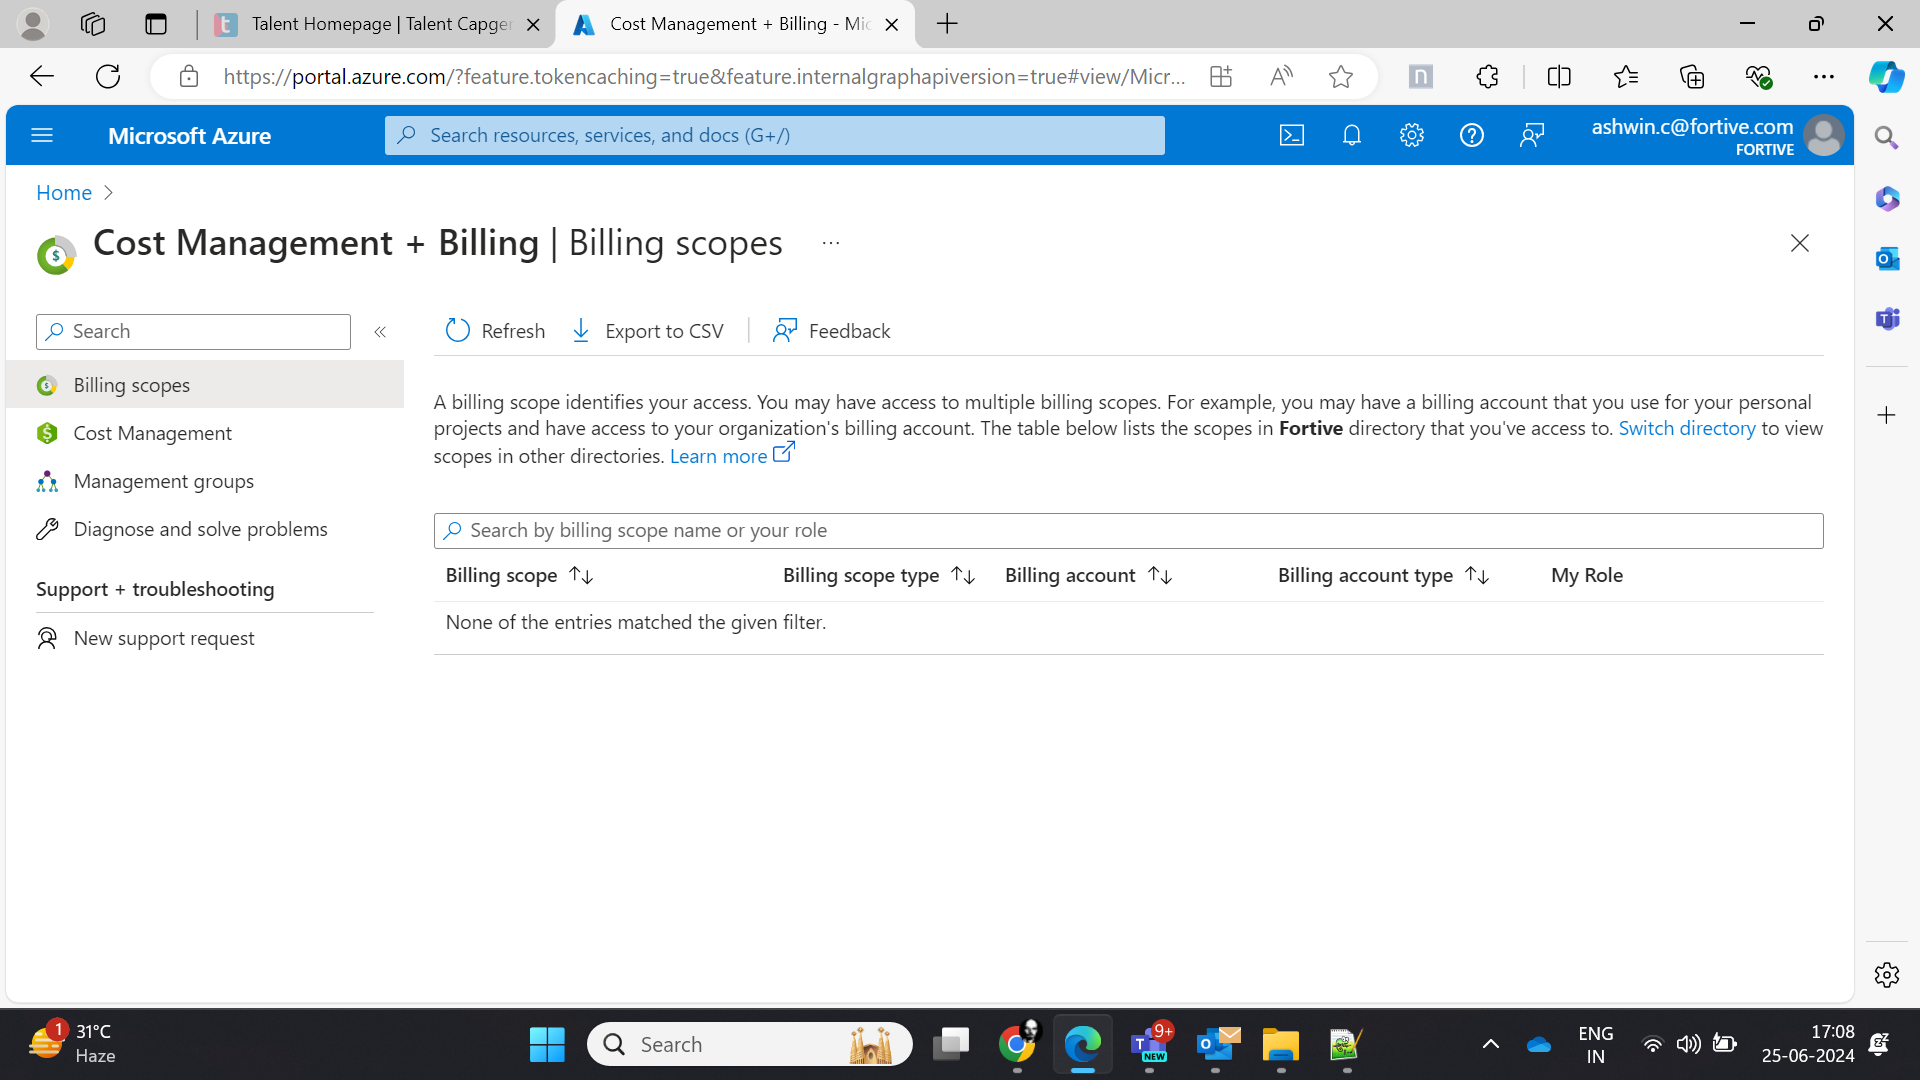 Talent Homepage | Talent Capger
Cost Management + Billing - Mic
https://portal.azure.com/?feature.tokencaching=true&feature.internalgraphapiversion=true#view/Micr...
Microsoft Azure
Search resources, services, and docs (G+/)
ashwin.c@fortive.com
FORTIVE
Home
Cost Management + Billing | Billing scopes
...
Search
«
Refresh
Export to CSV
Feedback
Billing scopes
Cost Management
Management groups
Diagnose and solve problems
Support + troubleshooting
New support request
A billing scope identifies your access. You may have access to multiple billing scopes. For example, you may have a billing account that you use for your personal
projects and have access to your organization's billing account. The table below lists the scopes in Fortive directory that you've access to. Switch directory to view
scopes in other directories. Learn more
Search by billing scope name or your role
Billing scope Billing scope type Billing account Billing account type My Role
None of the entries matched the given filter.
1
31°C
Haze
Search
9+
NEW
ENG
IN
17:08
25-06-2024